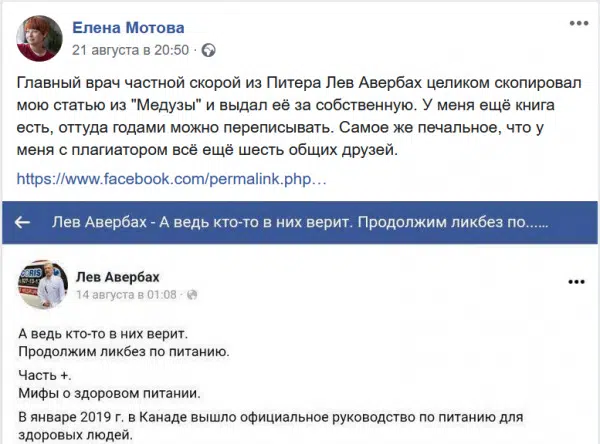 Елена Мотова
21 августа в 20:50 ·
Главный врач частной скорой из Питера Лев Авербах целиком скопировал
мою статью из "Медузы" и выдал её за собственную. У меня ещё книга
есть, оттуда годами можно переписывать. Самое же печальное, что у
меня с плагиатором всё ещё шесть общих друзей.
https://www.facebook.com/permalink.php…
Лев Авербах - А ведь кто-то в них верит. Продолжим ликбез по...…
Лев Авербах
14 августа в 01:08 ·
А ведь кто-то в них верит.
Продолжим ликбез по питанию.
Часть +.
Мифы о здоровом питании.
В январе 2019 г. в Канаде вышло официальное руководство по питанию для
здоровых людей.